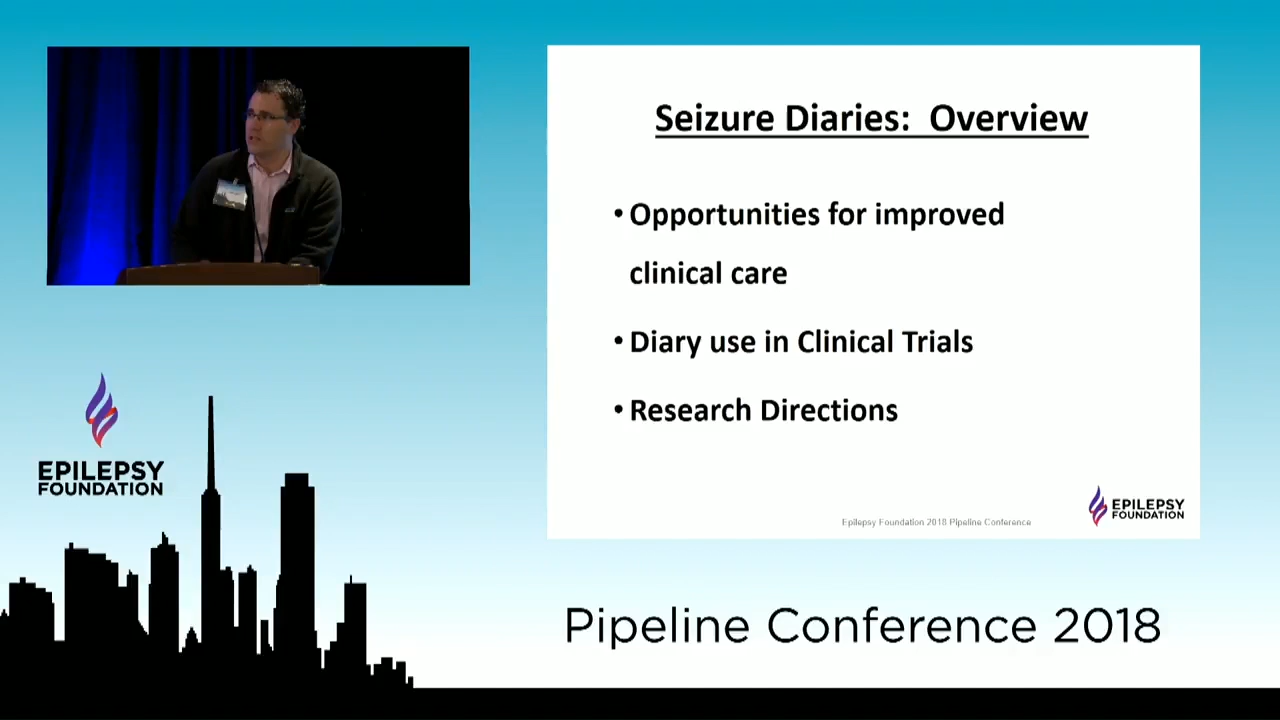 Seizure Diaries: Overview
• Opportunities for improved
clinical care
• Diary use in Clinical Trials
• Research Directions
Epilepsy Foundation 2018 Pipeline Conference
EPILEPSY
FOUNDATION
EPILEPSY
FOUNDATION
Pipeline Conference 2018